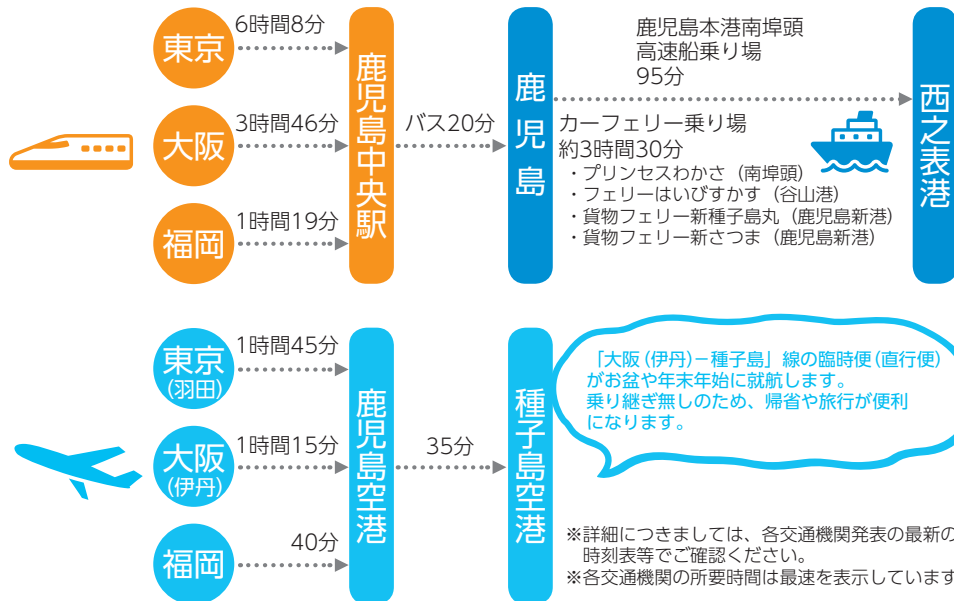 東京
6時間8分
大阪
3時間46分
福岡
1時間19分
鹿児島中央駅
バス20分
鹿児島
鹿児島本港南埠頭
高速船乗り場
95分
カーフェリー乗り場
約3時間30分
・プリンセスわかさ（南埠頭）
・フェリーはいびすかす（谷山港）
・貨物フェリー新種子島丸（鹿児島新港）
・貨物フェリー新さつま（鹿児島新港）
西之表港
東京
(羽田)
1時間45分
大阪
(伊丹)
1時間15分
福岡
40分
鹿児島空港
35分
種子島空港
「大阪(伊丹)－種子島」線の臨時便(直行便)
がお盆や年末年始に就航します。
乗り継ぎ無しのため、帰省や旅行が便利
になります。
※詳細につきましては、各交通機関発表の最新の
時刻表等でご確認ください。
※各交通機関の所要時間は最速を表示しています